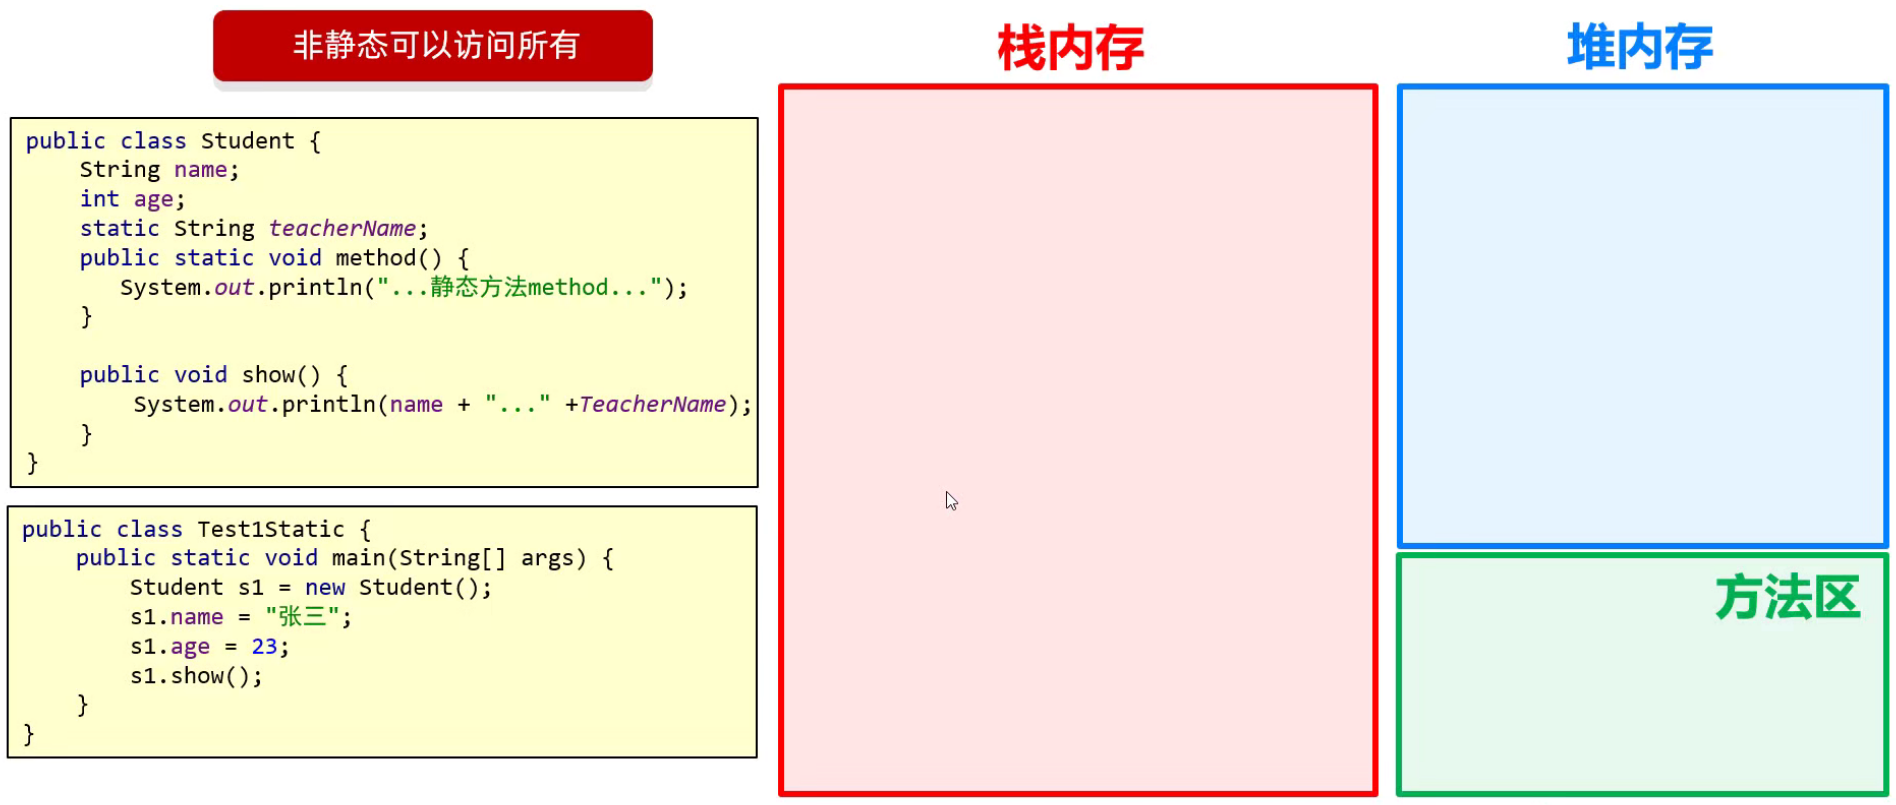 非静态可以访问所有
public class Student {
String name;
int age;
static String teacherName;
public static void method() {
System.out.println("...静态方法method...");
}
public void show() {
System.out.println(name + "..." +TeacherName);
}
}
public class Test1Static {
public static void main(String[] args) {
Student s1 = new Student();
s1.name = "张三";
s1.age = 23;
s1.show();
}
}
栈内存
堆内存
方法区